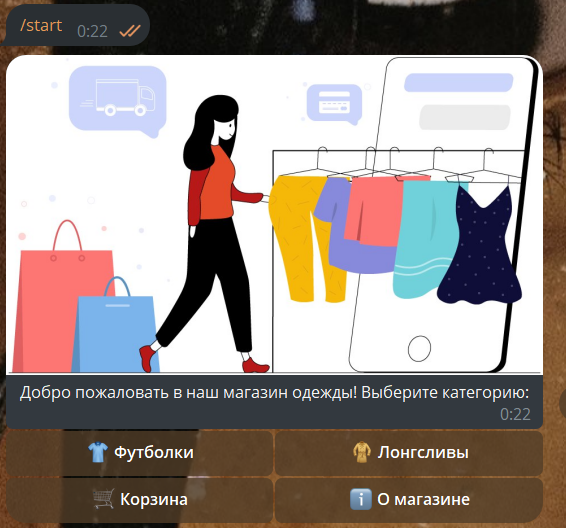 /start 0:22
Добро пожаловать в наш магазин одежды! Выберите категорию:
0:22
Футболки
Лонгсливы
Корзина
О магазине